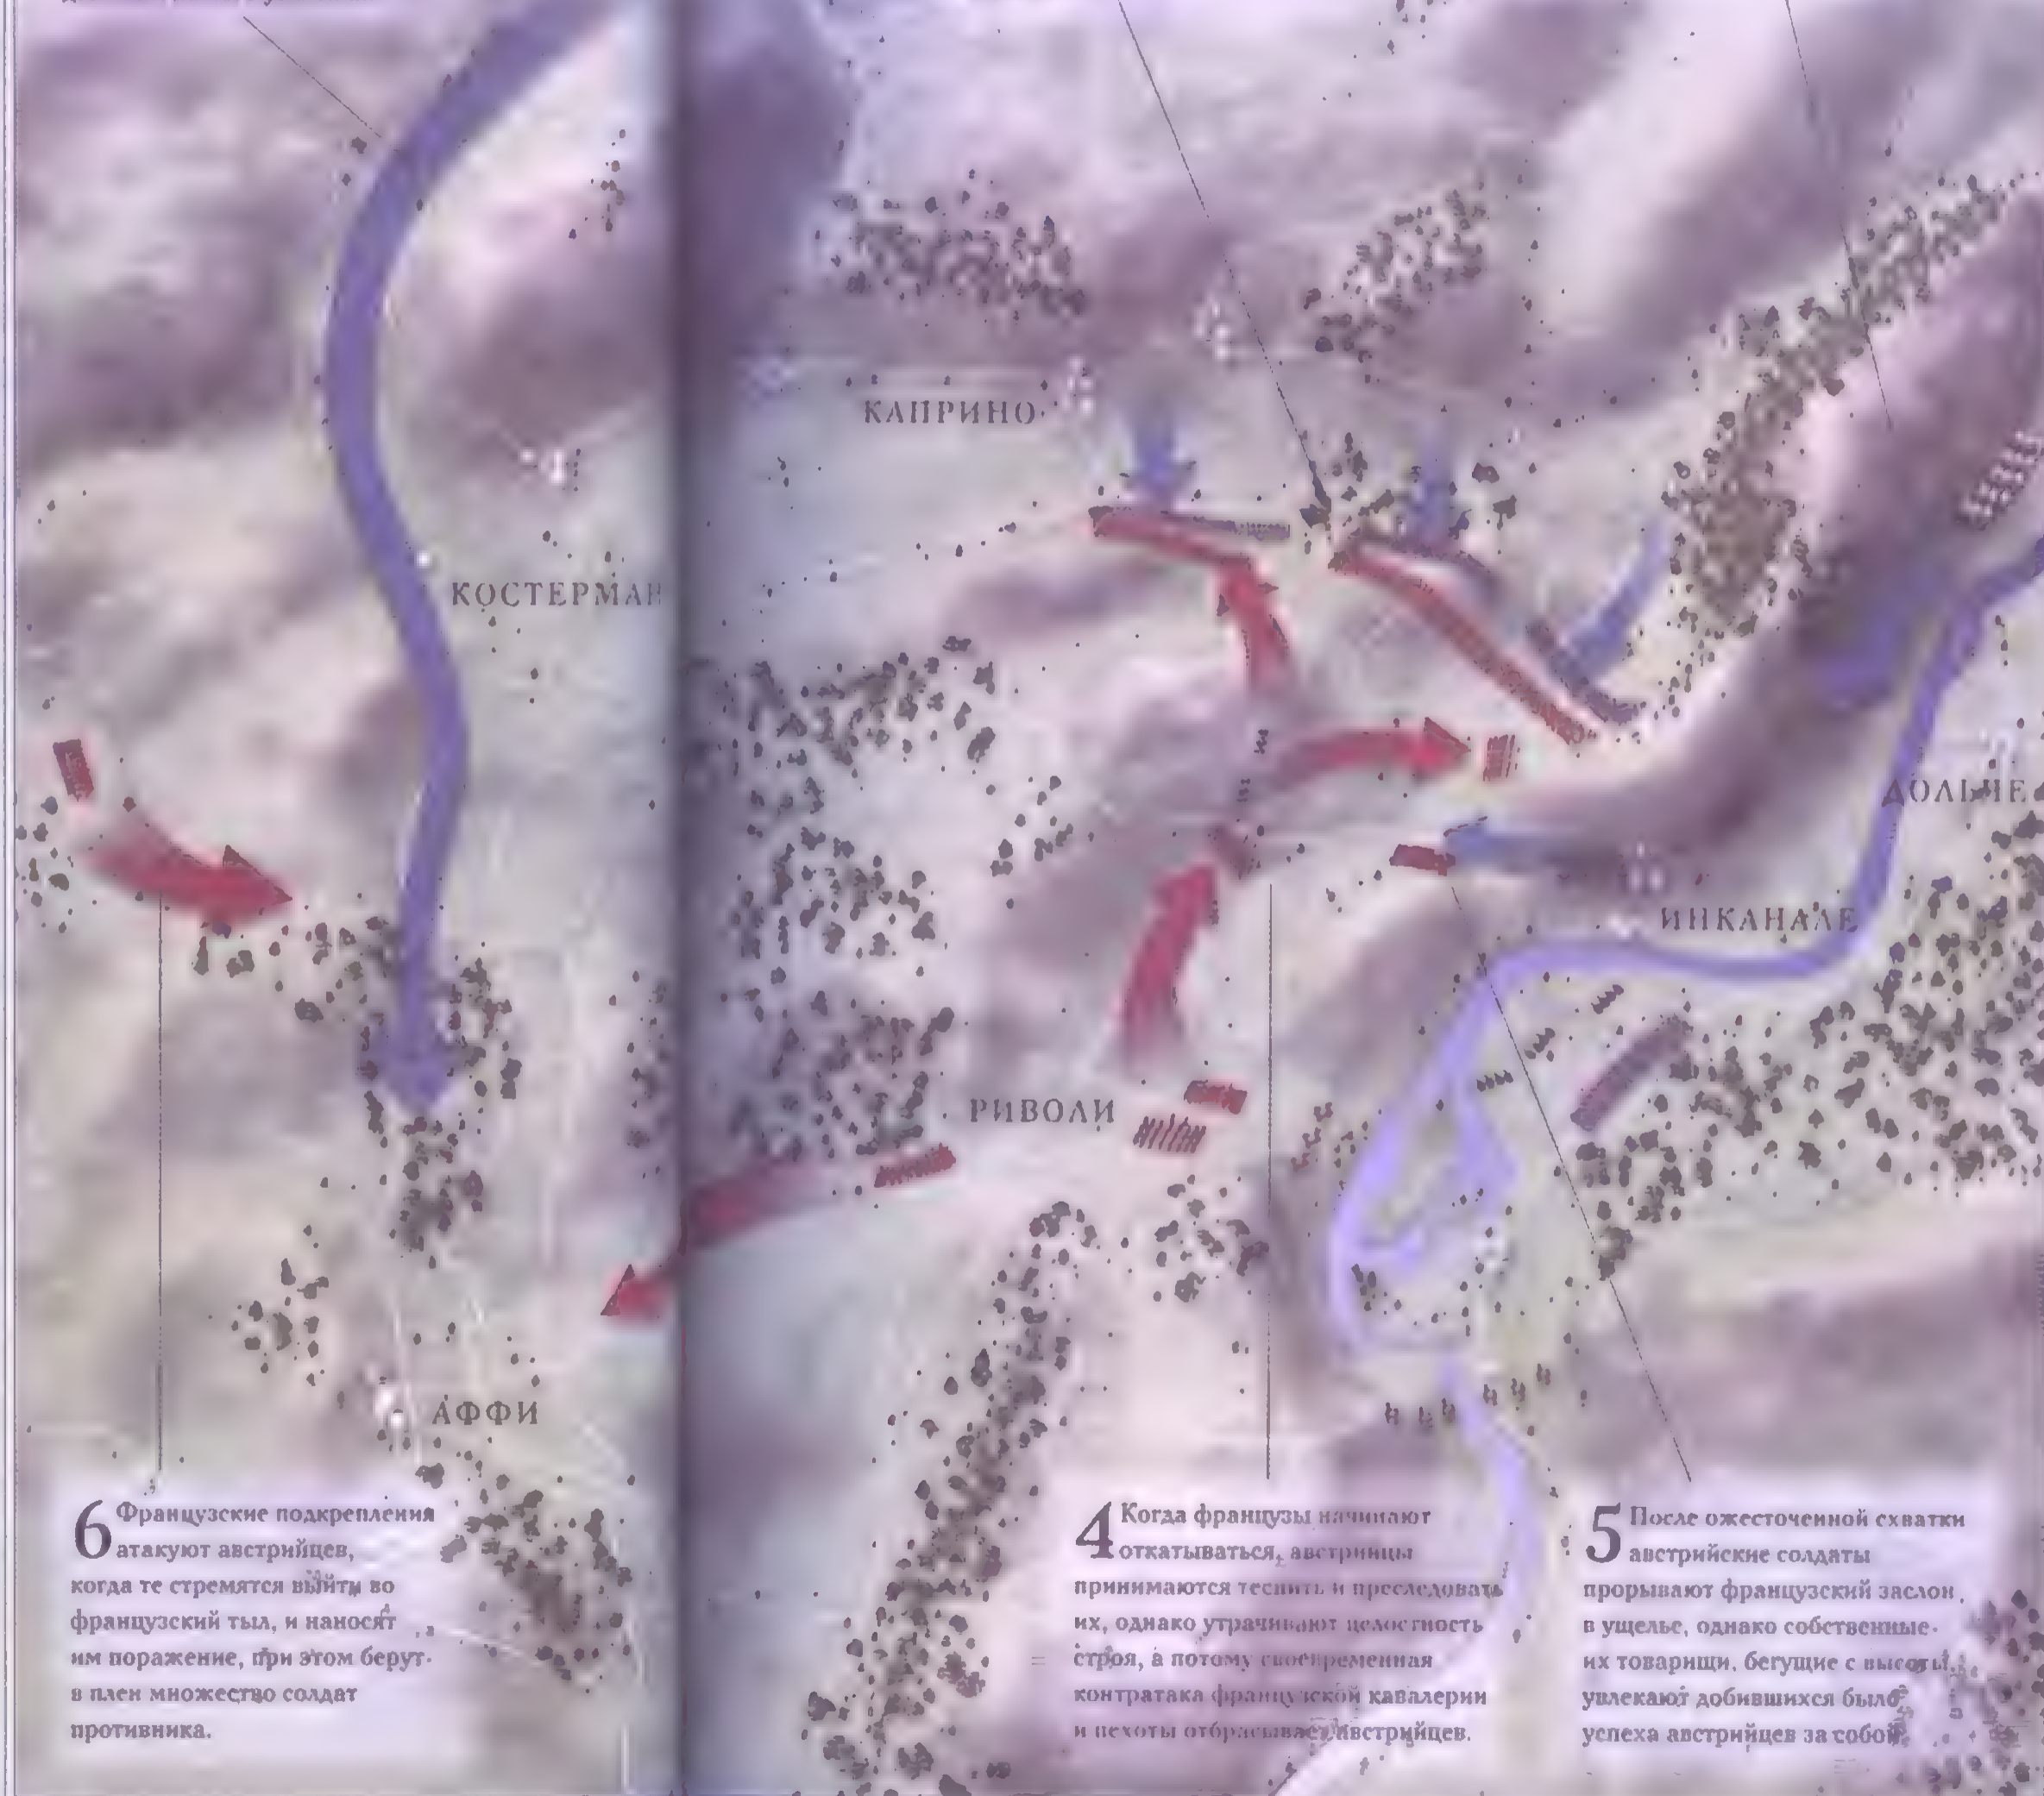 КАПРИНО
КОСТЕРМАН
ДОЛЬЧЕ
ИНКАНАЛЕ
РИВОЛИ
АФФИ
6 Французские подкрепления
атакуют австрийцев,
когда те стремятся выйти во
французский тыл, и наносят
им поражение, при этом берут
в плен множество солдат
противника.
4 Когда французы начинают
откатываться, австрийцы
принимаются теснить и преследовать
их, однако утрачивают целостность
строя, а потому своевременная
контратака французской кавалерии
и пехоты отбрасывает австрийцев.
5 После ожесточенной схватки
австрийские солдаты
прорывают французский заслон
в ущелье, однако собственные
их товарищи, бегущие с высоты,
увлекают добившихся было
успеха австрийцев за собой.